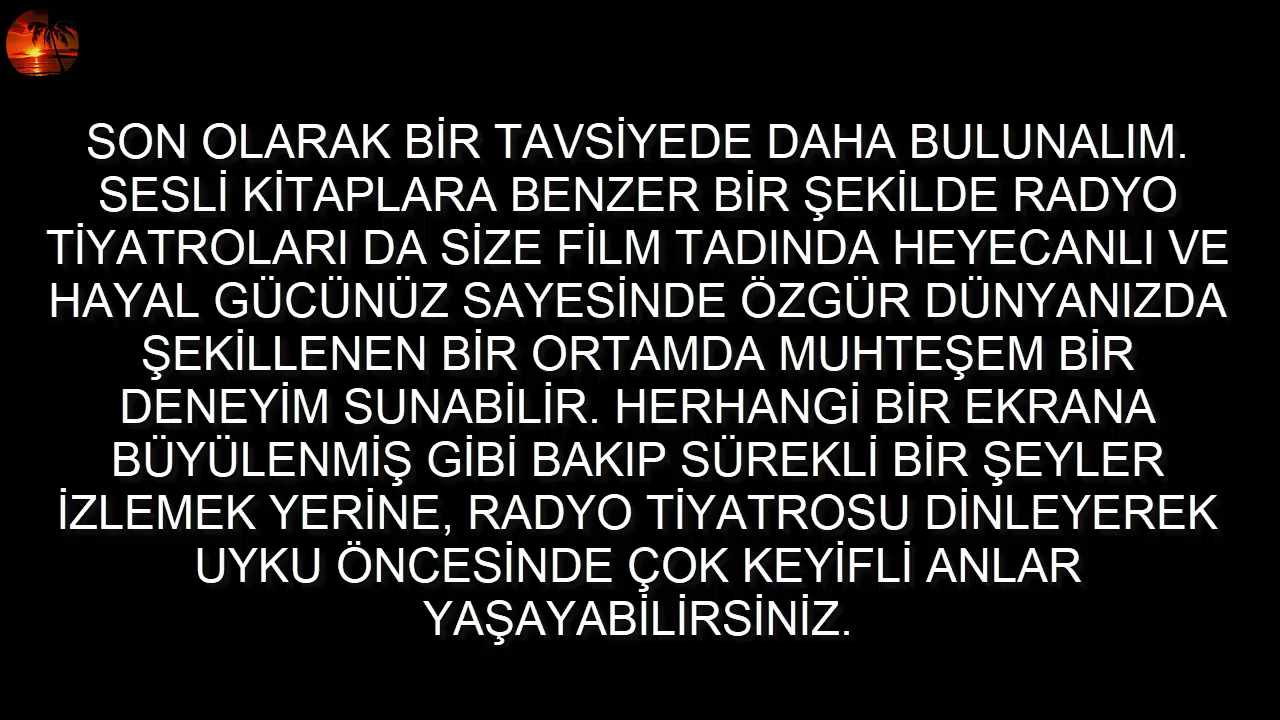 SON OLARAK BİR TAVSİYEDE DAHA BULUNALIM.
SESLİ KİTAPLARA BENZER BİR ŞEKİLDE RADYO
TİYATROLARI DA SİZE FİLM TADINDA HEYECANLI VE
HAYAL GÜCÜNÜZ SAYESİNDE ÖZGÜR DÜNYANIZDA
ŞEKİLLENEN BİR ORTAMDA MUHTEŞEM BİR
DENEYİM SUNABİLİR. HERHANGİ BİR EKRANA
BÜYÜLENMİŞ GİBİ BAKIP SÜREKLİ BİR ŞEYLER
İZLEMEK YERİNE, RADYO TİYATROSU DİNLEYEREK
UYKU ÖNCESİNDE ÇOK KEYİFLİ ANLAR
YAŞAYABİLİRSİNİZ.